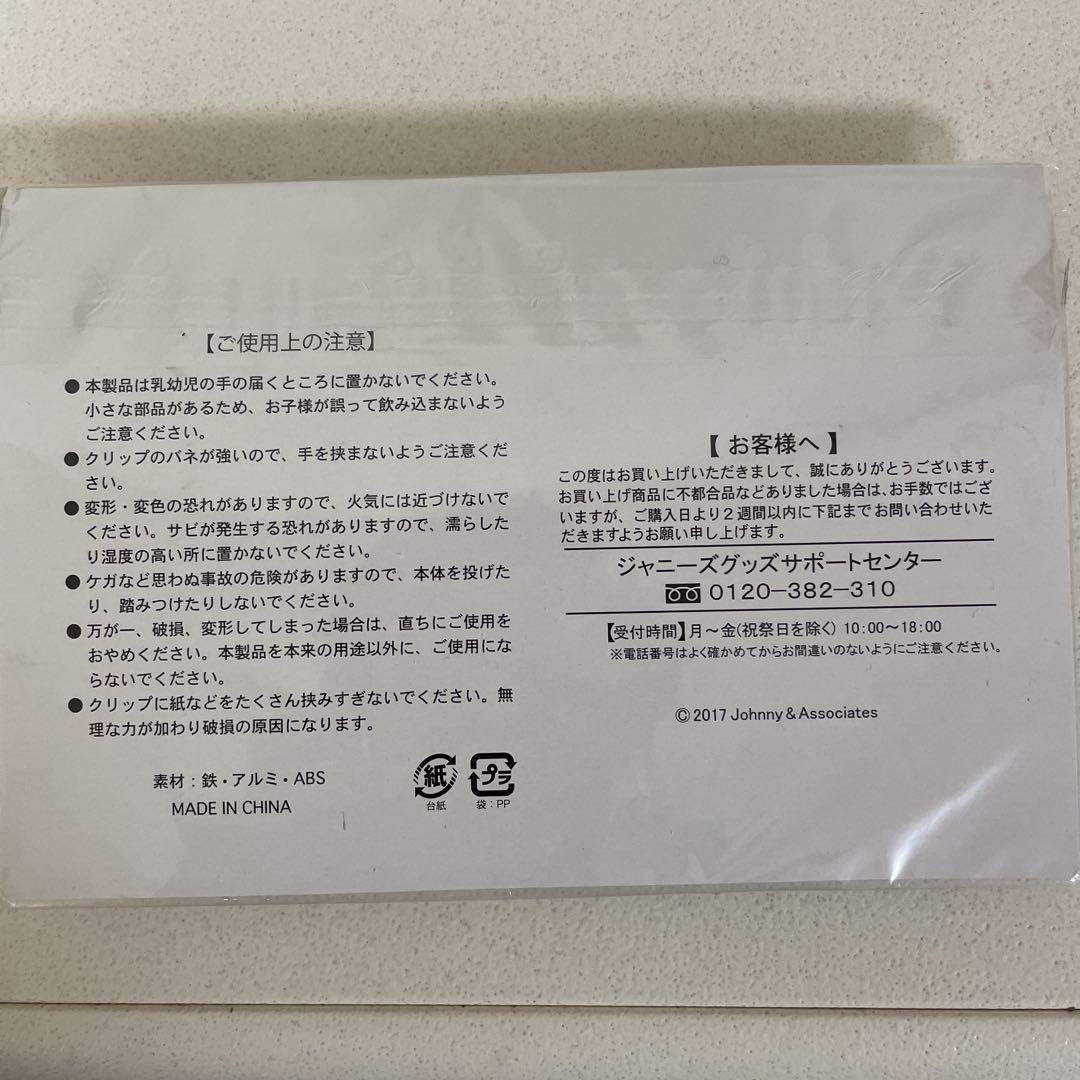 【ご使用上の注意】
● 本製品は乳幼児の手の届くところに置かないでください。
小さな部品があるため、お子様が誤って飲み込まないよう
ご注意ください。
● クリップのバネが強いので、手を挟まないようご注意くだ
さい。
● 変形・変色の恐れがありますので、火気には近づけないで
ください。サビが発生する恐れがありますので、濡らした
り湿度の高い所に置かないでください。
● ケガなど思わぬ事故の危険がありますので、本体を投げた
り、踏みつけたりしないでください。
● 万が一、破損、変形してしまった場合は、直ちにご使用を
おやめください。本製品を本来の用途以外に、ご使用にな
らないでください。
● クリップに紙などをたくさん挟みすぎないでください。無
理な力が加わり破損の原因になります。
素材：鉄・アルミ・ABS
MADE IN CHINA
紙
台紙
プラ
袋：PP
【お客様へ】
この度はお買い上げいただきまして、誠にありがとうございます。
お買い上げ商品に不都合品などありました場合は、お手数ではござ
いますが、ご購入日より２週間以内に下記までお問い合わせいた
だきますようお願い申し上げます。
ジャニーズグッズサポートセンター
0120-382-310
【受付時間】月～金(祝祭日を除く) 10:00～18:00
※電話番号はよく確かめてからお間違いのないようにご注意ください。
© 2017 Johnny & Associates